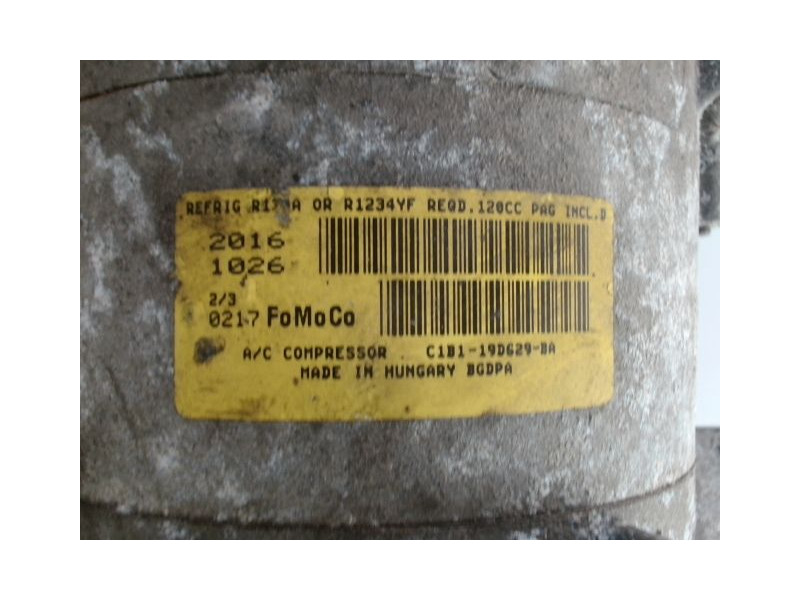 REFRIG R134A OR R1234YF REQD.120CC PAG INCL.D
2016
1026
2/3
0217 FoMoCo
A/C COMPRESSOR C1B1-19D629-BA
MADE IN HUNGARY BGDPA